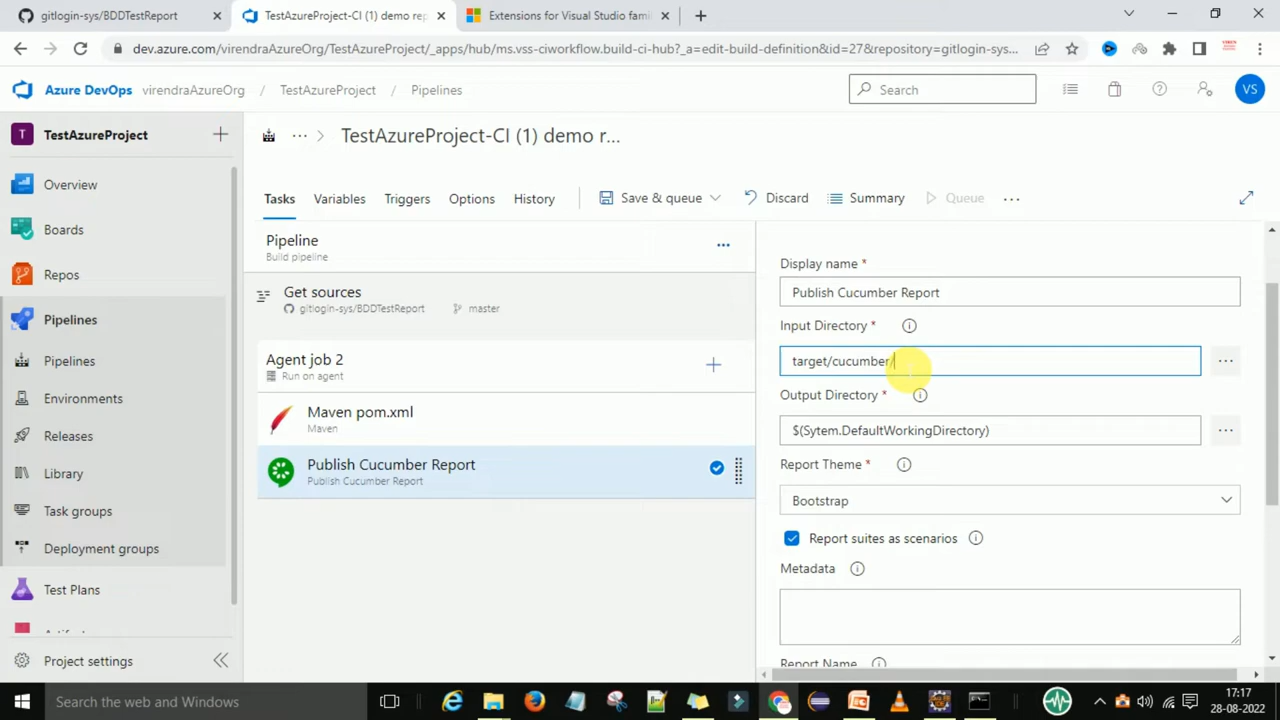 gitlogin-sys/BDDTestReport
TestAzureProject-CI (1) demo rep
Extensions for Visual Studio fami
dev.azure.com/virendraAzureOrg/TestAzureProject/_apps/hub/ms.vss-ciworkflow.build-ci-hub?_a=edit-build-definition&id=27&repository=gitlogin-sys...
Azure DevOps
virendraAzureOrg
/
TestAzureProject
/
Pipelines
Search
VS
T
TestAzureProject
Overview
Boards
Repos
Pipelines
Pipelines
Environments
Releases
Library
Task groups
Deployment groups
Test Plans
Project settings
TestAzureProject-CI (1) demo r...
Tasks
Variables
Triggers
Options
History
Save & queue
Discard
Summary
Queue
Pipeline
Build pipeline
Get sources
gitlogin-sys/BDDTestReport
master
Agent job 2
Run on agent
Maven pom.xml
Maven
Publish Cucumber Report
Publish Cucumber Report
Display name *
Publish Cucumber Report
Input Directory *
target/cucumber/
Output Directory *
$(Sytem.DefaultWorkingDirectory)
Report Theme *
Bootstrap
Report suites as scenarios
Metadata
Report Name
Search the web and Windows
17:17
28-08-2022